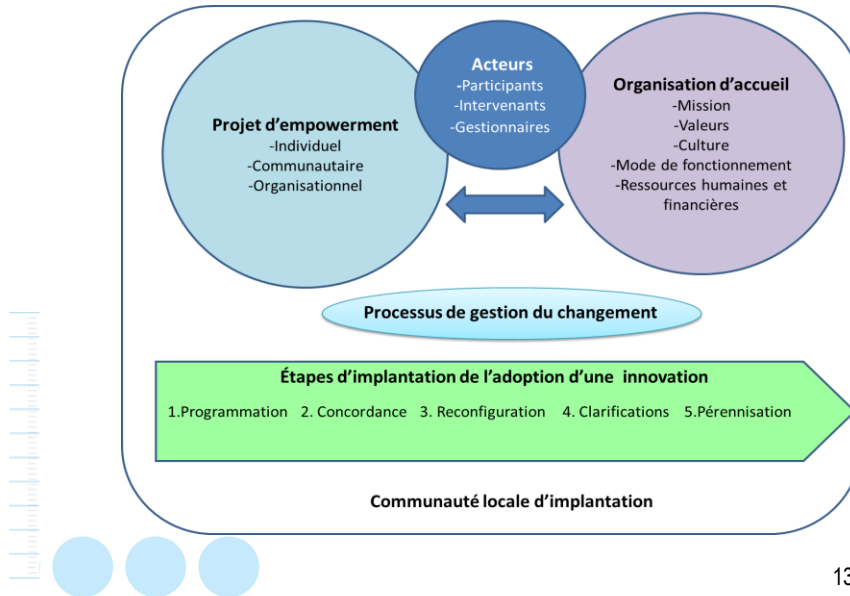 Projet d'empowerment
-Individuel
-Communautaire
-Organisationnel
Acteurs
-Participants
-Intervenants
-Gestionnaires
Organisation d'accueil
-Mission
-Valeurs
-Culture
-Mode de fonctionnement
-Ressources humaines et
financières
Processus de gestion du changement
Étapes d'implantation de l'adoption d'une innovation
1.Programmation 2. Concordance 3. Reconfiguration 4. Clarifications 5.Pérennisation
Communauté locale d'implantation
13